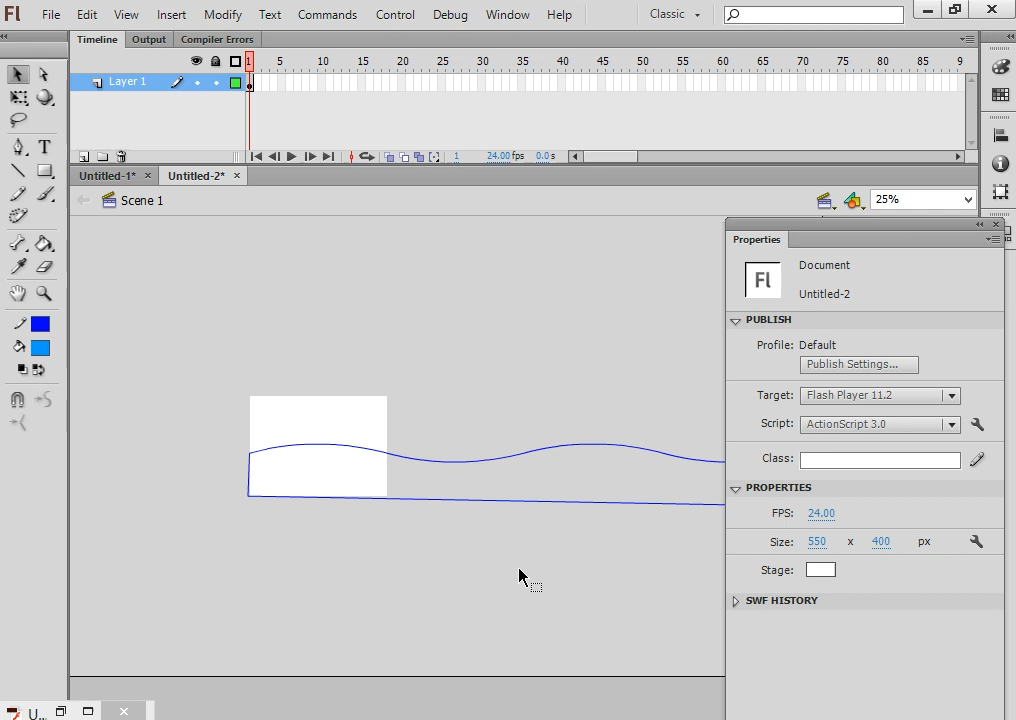 Fl File Edit View Insert Modify Text Commands Control Debug Window Help Classic
Timeline Output Compiler Errors
1 5 10 15 20 25 30 35 40 45 50 55 60 65 70 75 80 85 9
Layer 1
1 24.00 fps 0.0 s
Untitled-1* × Untitled-2* ×
Scene 1 25%
Properties
Fl
Document
Untitled-2
PUBLISH
Profile: Default
Publish Settings...
Target: Flash Player 11.2
Script: ActionScript 3.0
Class:
PROPERTIES
FPS: 24.00
Size: 550 x 400 px
Stage:
SWF HISTORY
T
U...